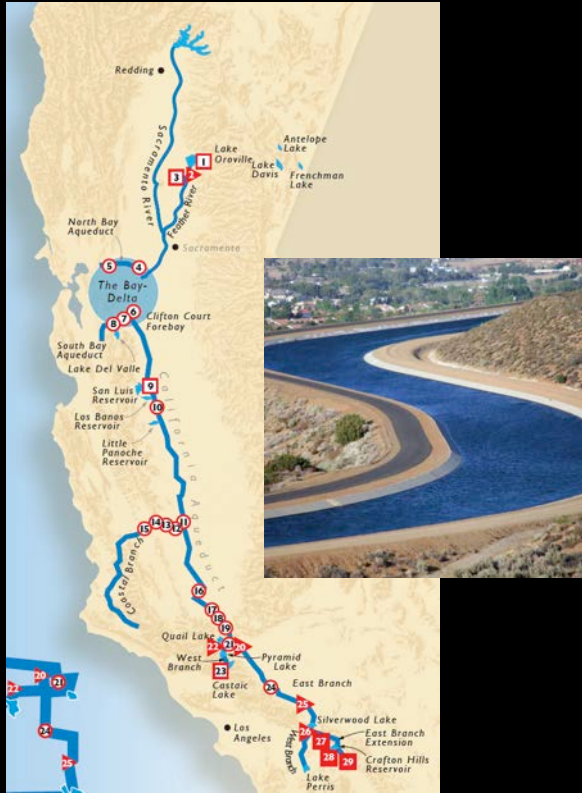 Redding
Sacramento River
Lake
Oroville
1
2
3
Antelope
Lake
Lake
Davis
Frenchman
Lake
Feather River
North Bay
Aqueduct
Sacramento
5
4
The Bay-
Delta
6
7
8
Clifton Court
Forebay
South Bay
Aqueduct
Lake Del Valle
9
San Luis
Reservoir
10
Los Banos
Reservoir
Little
Panoche
Reservoir
California Aqueduct
15
14
13
12
11
Coastal Branch
16
17
18
19
Quail Lake
22
21
20
Pyramid
Lake
West
Branch
23
Castaic
Lake
24
East Branch
25
Los
Angeles
Silverwood Lake
26
East Branch
Extension
27
28
29
West Branch
Crafton Hills
Reservoir
Lake
Perris
22
20
21
24
25